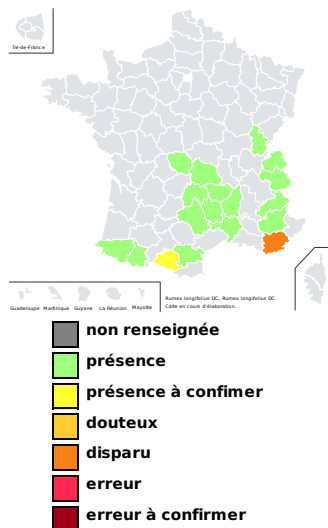 Île-de-France
Guadeloupe Martinique Guyane La Réunion Mayotte
Rumex longifolius DC., Rumex longifolius DC.
Carte en cours d'élaboration.
non renseignée
présence
présence à confimer
douteux
disparu
erreur
erreur à confirmer